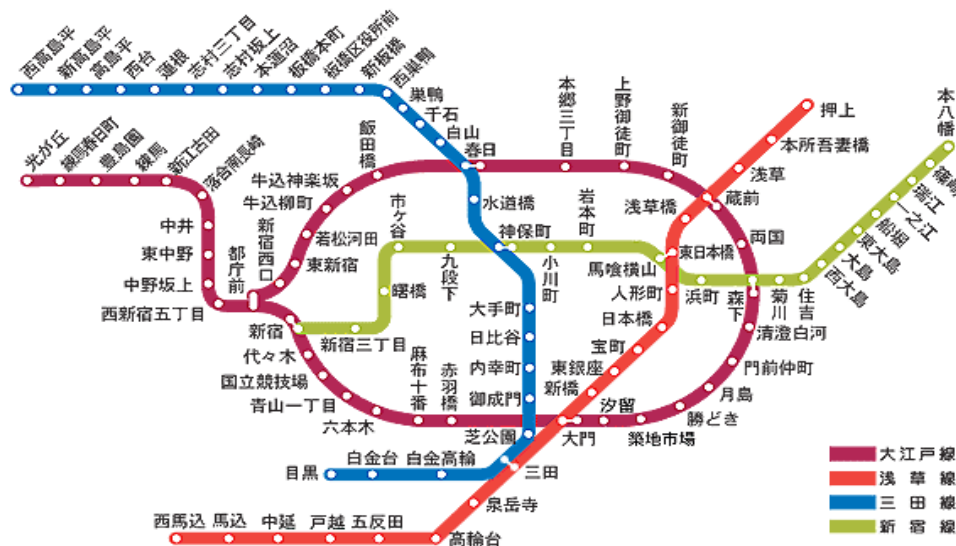 西高島平
新高島平
高島平
西台
蓮根
志村三丁目
志村坂上
本蓮沼
板橋本町
板橋区役所前
新板橋
西巣鴨
巣鴨
千石
白山
春日
水道橋
神保町
大手町
日比谷
内幸町
御成門
芝公園
三田
白金高輪
白金台
目黒
光が丘
練馬春日町
豊島園
練馬
新江古田
落合南長崎
中井
東中野
中野坂上
西新宿五丁目
都庁前
新宿西口
東新宿
若松河田
牛込柳町
牛込神楽坂
飯田橋
本郷三丁目
上野御徒町
新御徒町
蔵前
両国
森下
清澄白河
門前仲町
月島
勝どき
築地市場
汐留
大門
赤羽橋
麻布十番
六本木
青山一丁目
国立競技場
代々木
新宿
新宿三丁目
曙橋
市ヶ谷
九段下
小川町
岩本町
馬喰横山
浜町
菊川
住吉
西大島
大島
東大島
船堀
一之江
瑞江
篠崎
本八幡
押上
本所吾妻橋
浅草
浅草橋
東日本橋
人形町
日本橋
宝町
東銀座
新橋
泉岳寺
高輪台
五反田
戸越
中延
馬込
西馬込
大江戸線
浅草線
三田線
新宿線